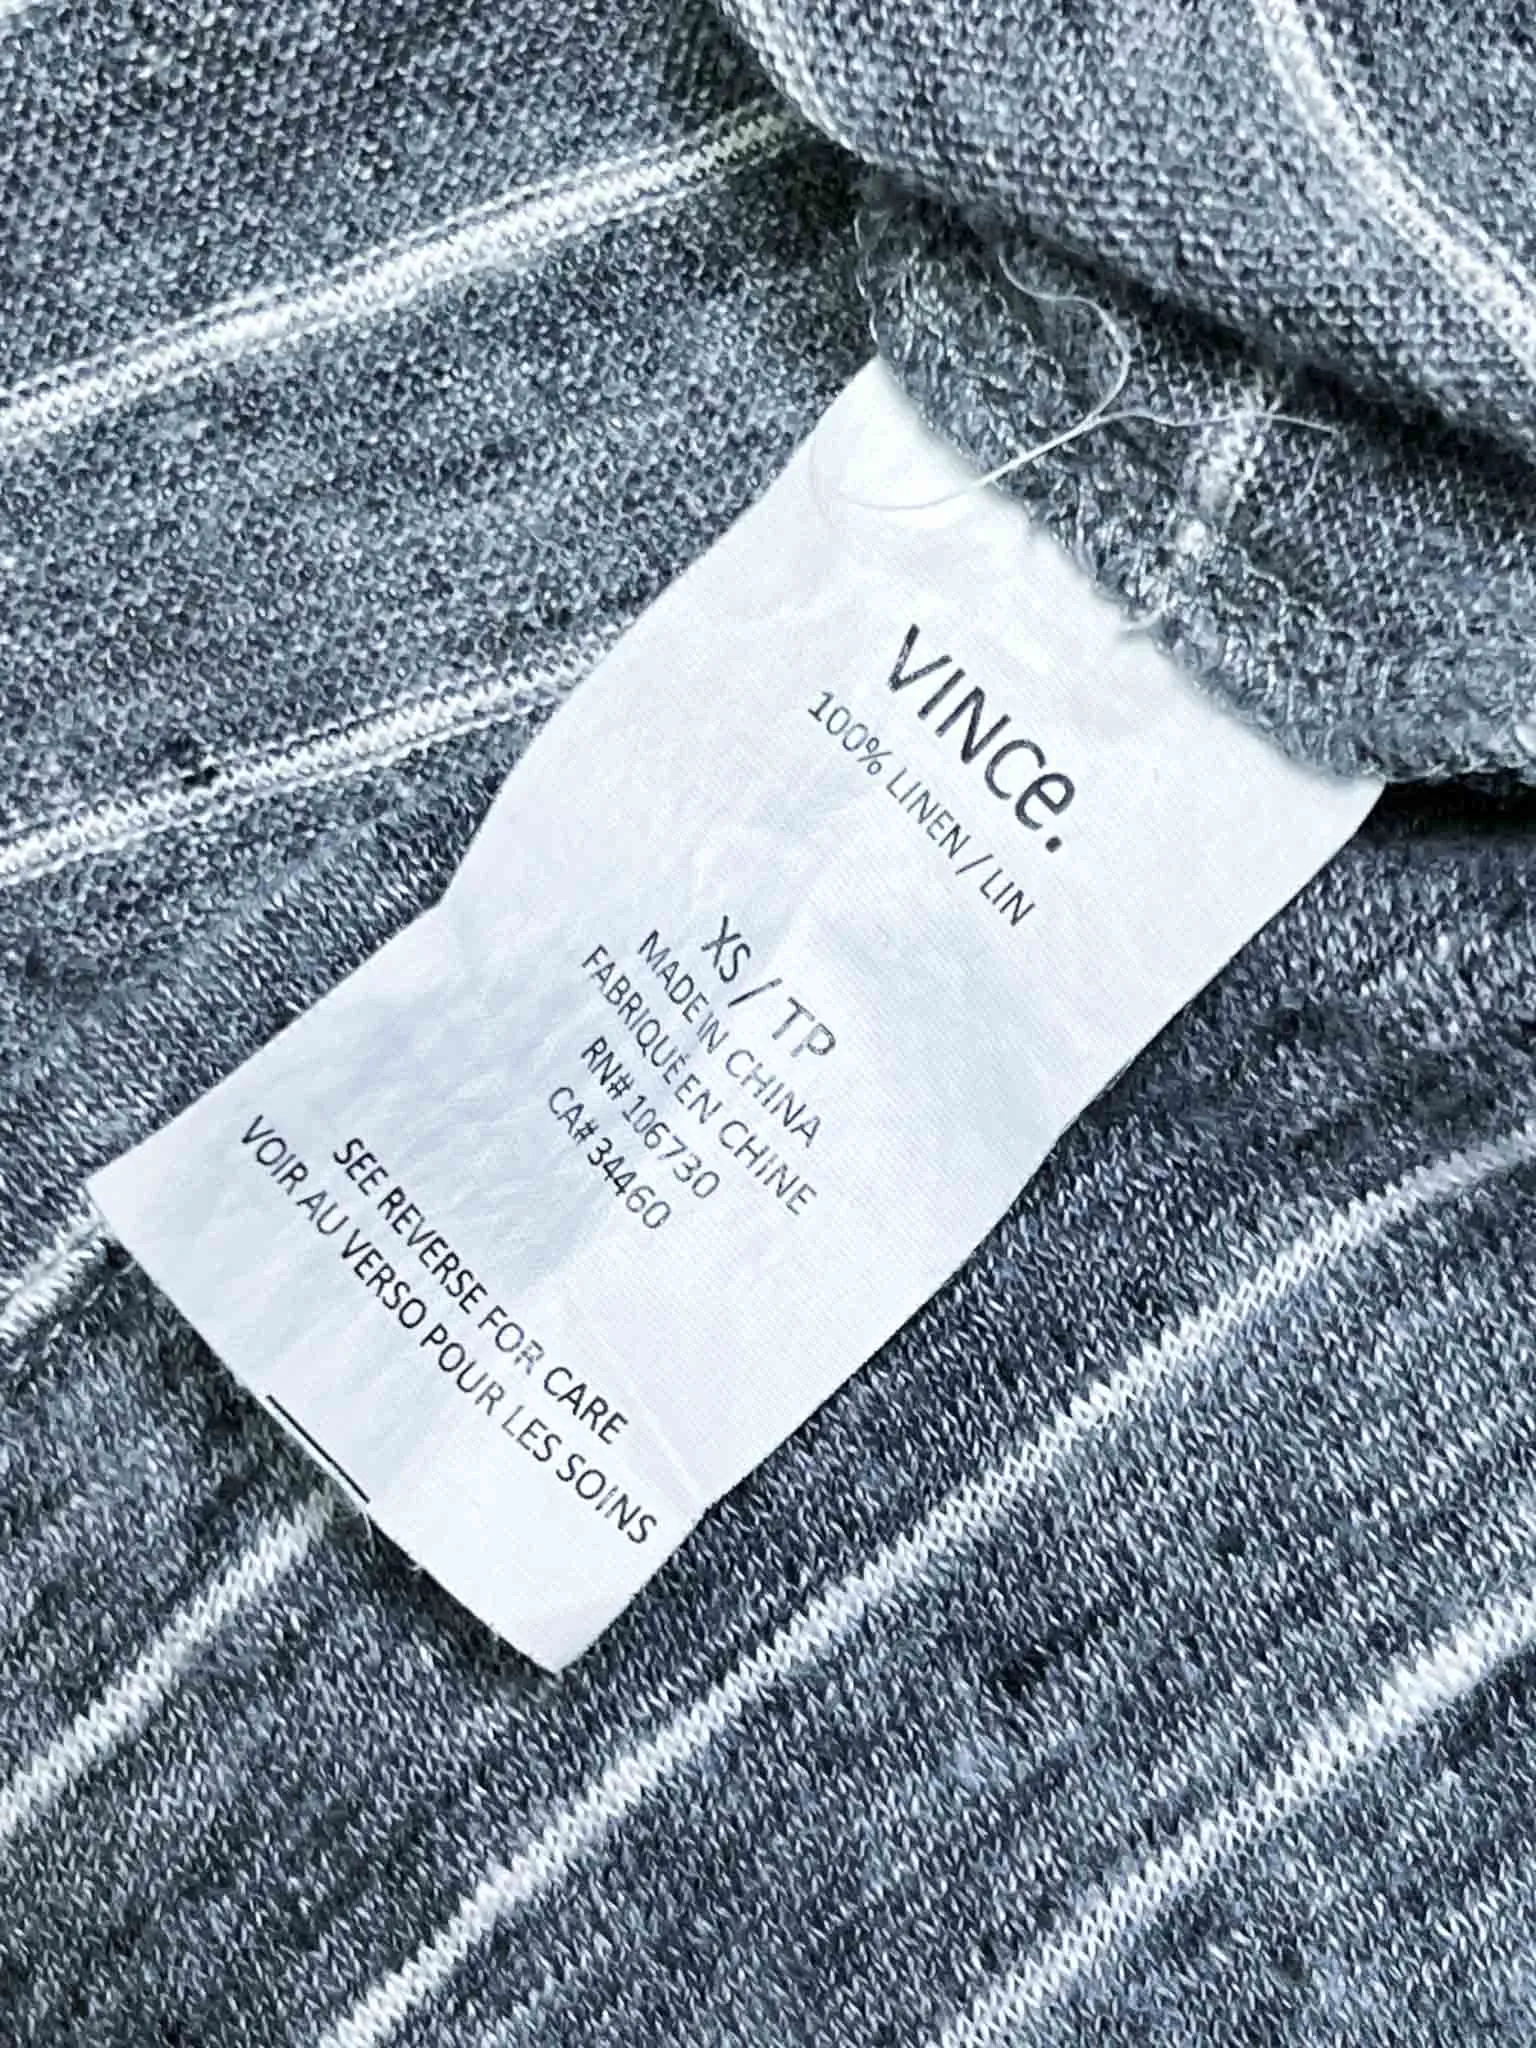 VINCe.
100% LINEN / LIN
XS / TP
MADE IN CHINA
FABRIQUÉ EN CHINE
RN# 106730
CA# 34460
SEE REVERSE FOR CARE
VOIR AU VERSO POUR LES SOINS